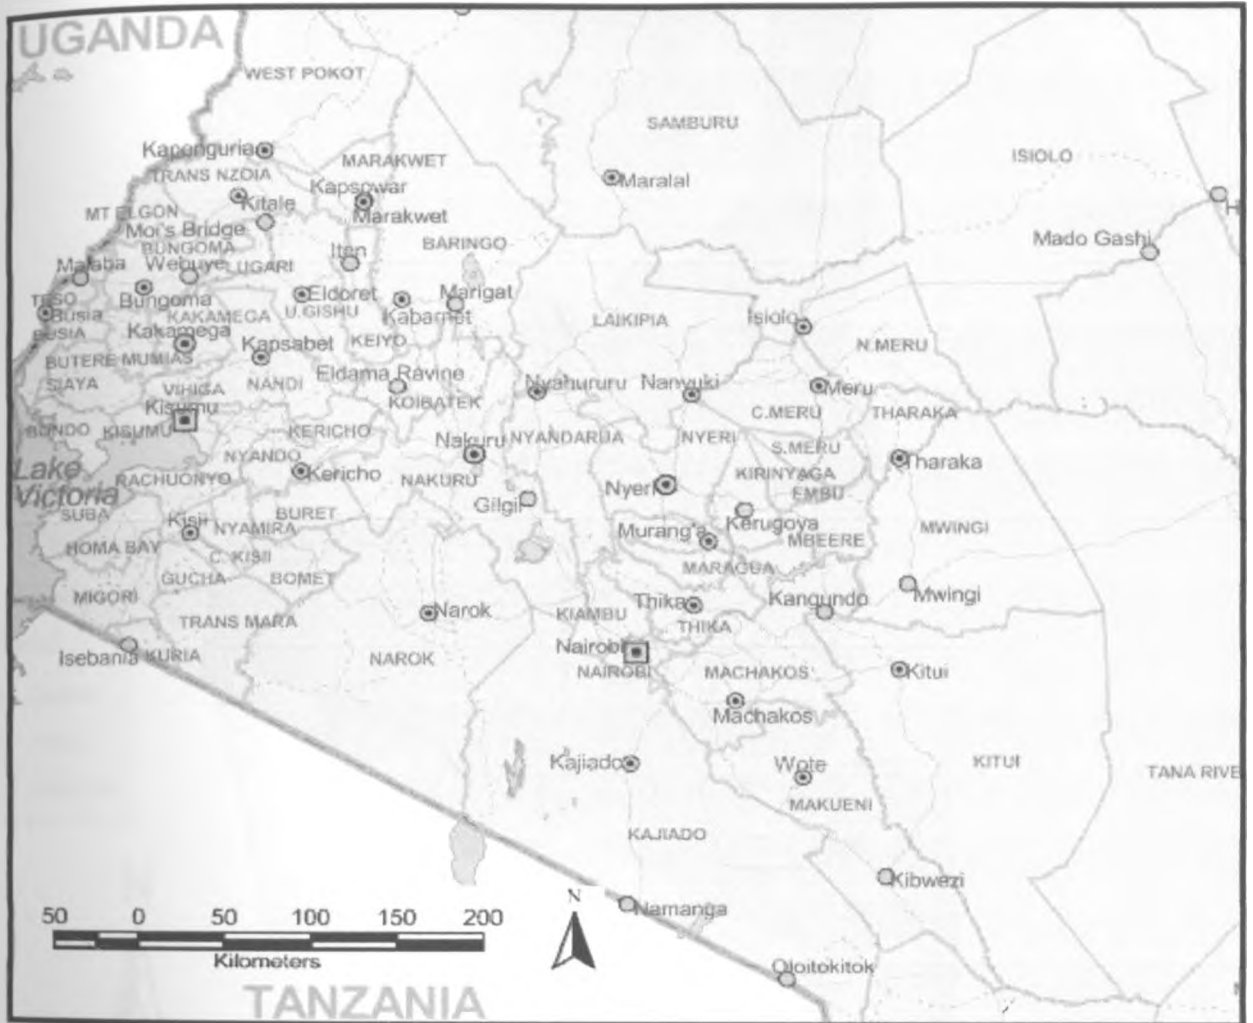 UGANDA
WEST POKOT
SAMBURU
ISIOLO
Kapenguria
MARAKWET
TRANS NZOIA
Kapsowar
Maralal
Kitale
MT ELGON
Marakwet
Moi's Bridge
BUNGOMA
Iten
BARINGO
Mado Gashi
Malaba
Webuye
LUGARI
Bungoma
Eldoret
Marigat
TESO
Busia
KAKAMEGA
U.GISHU
Kabarnet
LAIKIPIA
Isiolo
BUSIA
Kakamega
Kapsabet
KEIYO
N.MERU
BUTERE MUMIAS
SIAYA
VIHIGA
NANDI
Eldama Ravine
Nyahururu
Nanyuki
Meru
KOIBATEK
Kisumu
C.MERU
THARAKA
BONDO
KISUMU
KERICHO
Nakuru
NYANDARUA
NYERI
S.MERU
NYANDO
Tharaka
Lake
Victoria
RACHUONYO
Kericho
NAKURU
KIRINYAGA
Nyeri
EMBU
Gilgil
SUBA
Kisii
NYAMIRA
BURET
Kerugoya
Murang'a
MWINGI
MBEERE
HOMA BAY
C. KISII
MARAGUA
GUCHA
BOMET
MIGORI
Narok
KIAMBU
Thika
Kangundo
Mwingi
TRANS MARA
THIKA
Isebania
KURIA
NAROK
Nairobi
NAIROBI
MACHAKOS
Kitui
Machakos
Kajiado
Wote
KITUI
TANA RIVE
MAKUENI
KAJIADO
Kibwezi
Namanga
50 0 50 100 150 200
Kilometers
N
Oloitokitok
TANZANIA